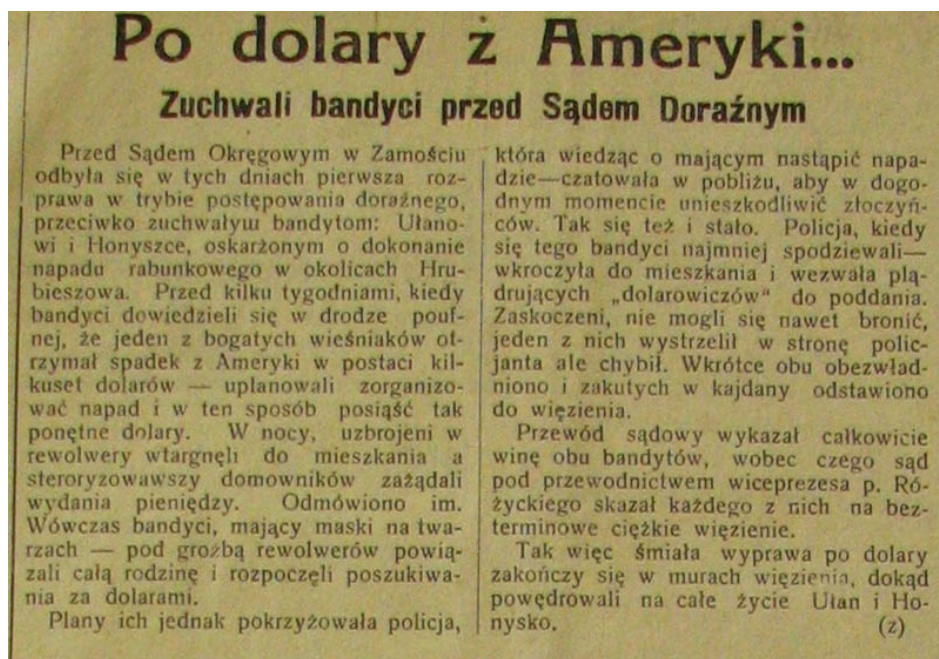 Po dolary z Ameryki...
Zuchwali bandyci przed Sądem Doraźnym
Przed Sądem Okręgowym w Zamościu
odbyła się w tych dniach pierwsza roz-
prawa w trybie postępowania doraźnego,
przeciwko zuchwałyuı bandytom: Ułano-
wi i Honyszce, oskarżonym o dokonanie
napadu rabunkowego w okolicach Hru-
bieszowa. Przed kilku tygodniami, kiedy
bandyci dowiedzieli się w drodze pouf-
nej, że jeden z bogatych wieśniaków ot-
rzymał spadek z Ameryki w postaci kil-
kuset dolarów — uplanowali zorganizo-
wać napad i w ten sposób posiąść tak
ponętne dolary. W nocy, uzbrojeni w
rewolwery wtargnęli do mieszkania a
steroryzowawszy domowników zażądali
wydania pieniędzy. Odmówiono im.
Wówczas bandyci, mający maski na twa-
rzach — pod groźbą rewolwerów powią-
zali całą rodzinę i rozpoczęli poszukiwa-
nia za dolarami.
Plany ich jednak pokrzyżowała policja,
która wiedząc o mającym nastąpić napa-
dzie—czatowała w pobliżu, aby w dogo-
dnym momencie unieszkodliwić złoczyń-
ców. Tak się też i stało. Policja, kiedy
się tego bandyci najmniej spodziewali—
wkroczyła do mieszkania i wezwała plą-
drujących „dolarowiczów“ do poddania.
Zaskoczeni, nie mogli się nawet bronić,
jeden z nich wystrzelił w stronę polic-
janta ale chybił. Wkrótce obu obezwład-
niono i zakutych w kajdany odstawiono
do więzienia.
Przewód sądowy wykazał całkowicie
winę obu bandytów, wobec czego sąd
pod przewodnictwem wiceprezesa p. Ró-
życkiego skazał każdego z nich na bez-
terminowe ciężkie więzienie.
Tak więc śmiała wyprawa po dolary
zakończy się w murach więzienia, dokąd
powędrowali na całe życie Ułan i Ho-
nysko. (z)